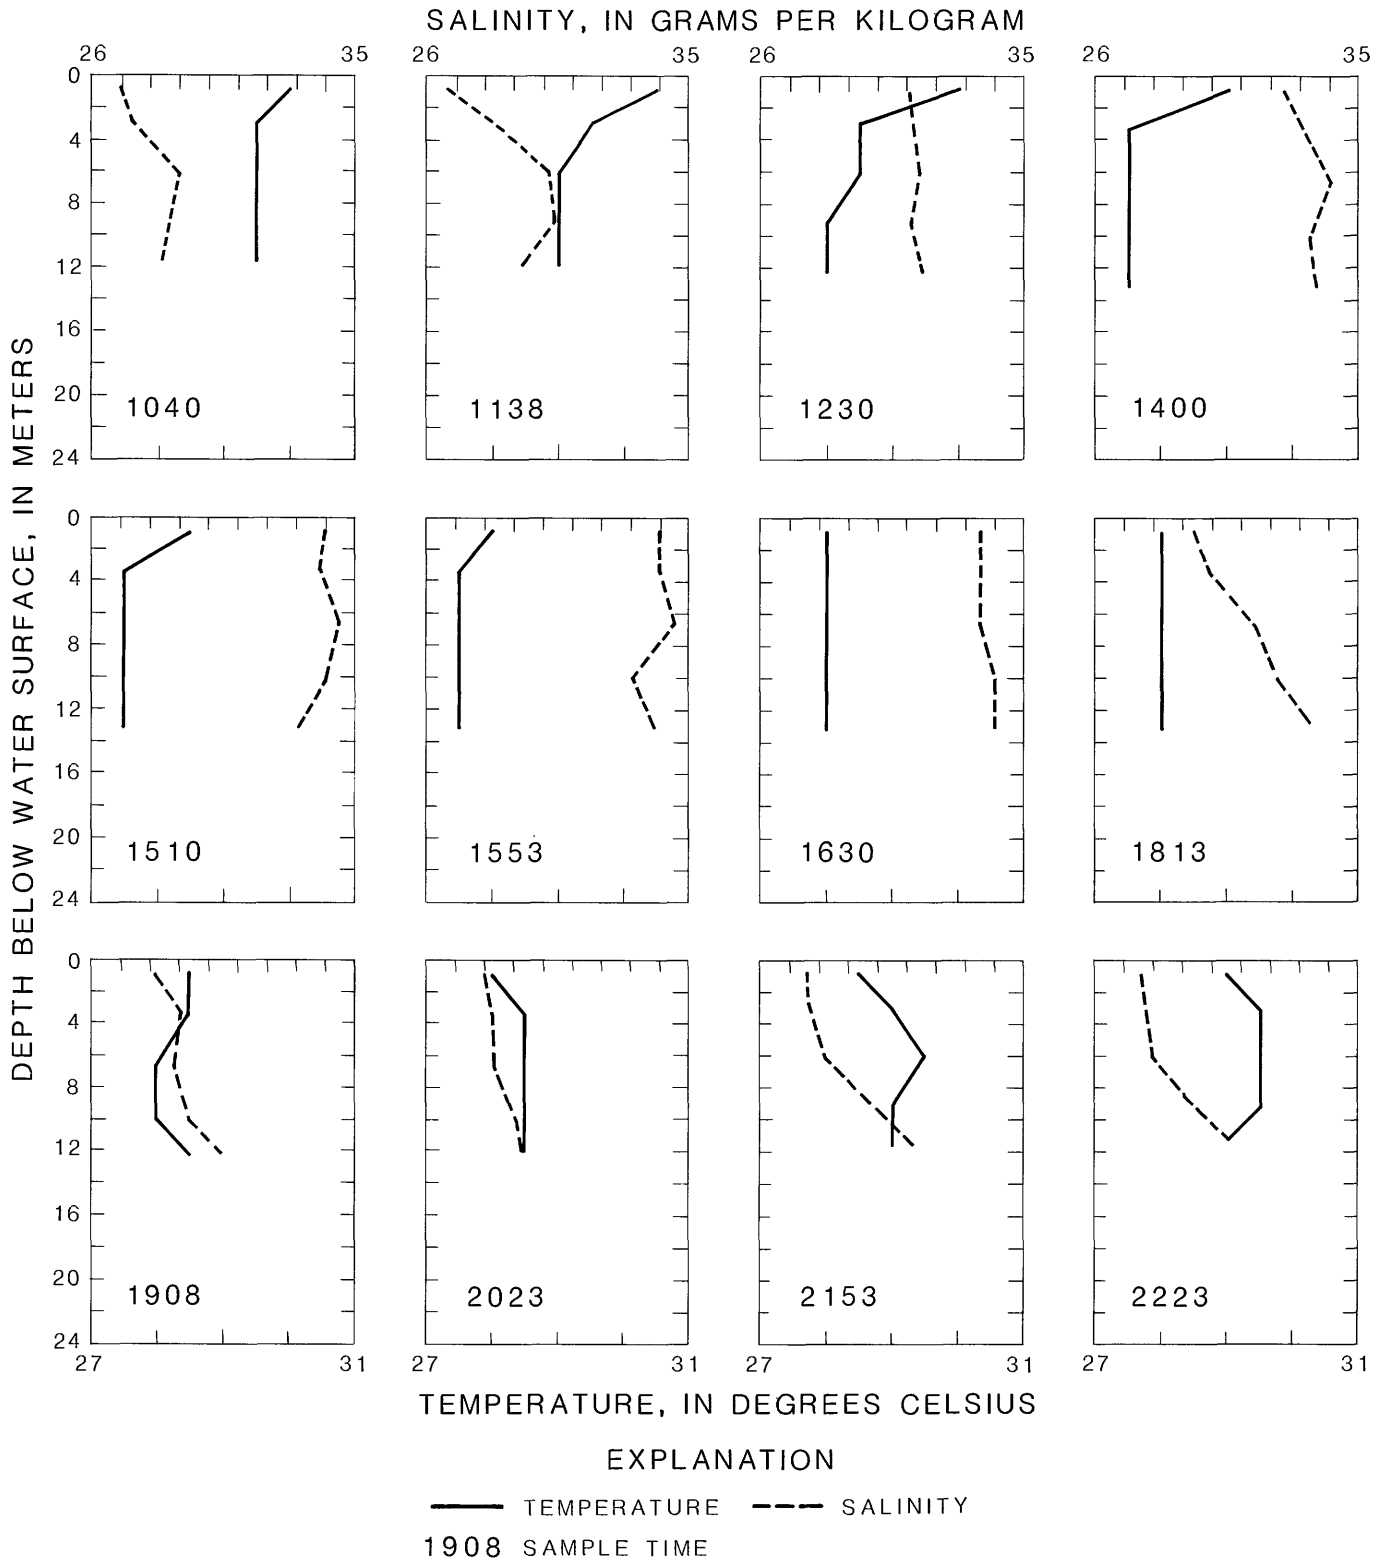 SALINITY, IN GRAMS PER KILOGRAM
26 35 26 35 26 35
0
4
8
12
16
20
24
1040 1138 1230 1400
0
4
8
12
16
20
24
1510 1553 1630 1813
0
4
8
12
16
20
24
1908 2023 2153 2223
27 31 27 31 27 31 27 31
DEPTH BELOW WATER SURFACE, IN METERS
TEMPERATURE, IN DEGREES CELSIUS
EXPLANATION
TEMPERATURE SALINITY
1908 SAMPLE TIME